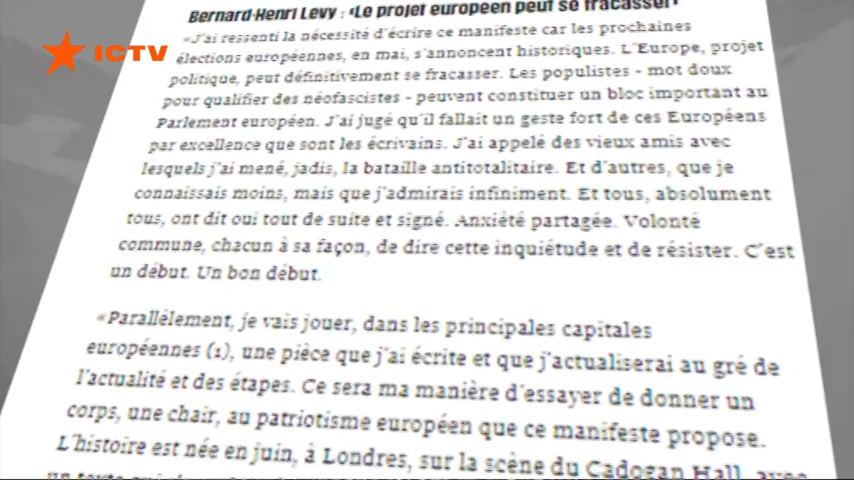 Bernard-Henri Levy : «Le projet européen peut se fracasser»
ICTV
«J'ai ressenti la nécessité d'écrire ce manifeste car les prochaines
élections européennes, en mai, s'annoncent historiques. L'Europe, projet
politique, peut définitivement se fracasser. Les populistes - mot doux
pour qualifier des néofascistes - peuvent constituer un bloc important au
Parlement européen. J'ai jugé qu'il fallait un geste fort de ces Européens
par excellence que sont les écrivains. J'ai appelé des vieux amis avec
lesquels j'ai mené, jadis, la bataille antitotalitaire. Et d'autres, que je
connaissais moins, mais que j'admirais infiniment. Et tous, absolument
tous, ont dit oui tout de suite et signé. Anxiété partagée. Volonté
commune, chacun à sa façon, de dire cette inquiétude et de résister. C'est
un début. Un bon début.
«Parallèlement, je vais jouer, dans les principales capitales
européennes (1), une pièce que j'ai écrite et que j'actualiserai au gré de
l'actualité et des étapes. Ce sera ma manière d'essayer de donner un
corps, une chair, au patriotisme européen que ce manifeste propose.
L'histoire est née en juin, à Londres, sur la scène du Cadogan Hall, avec
un texte